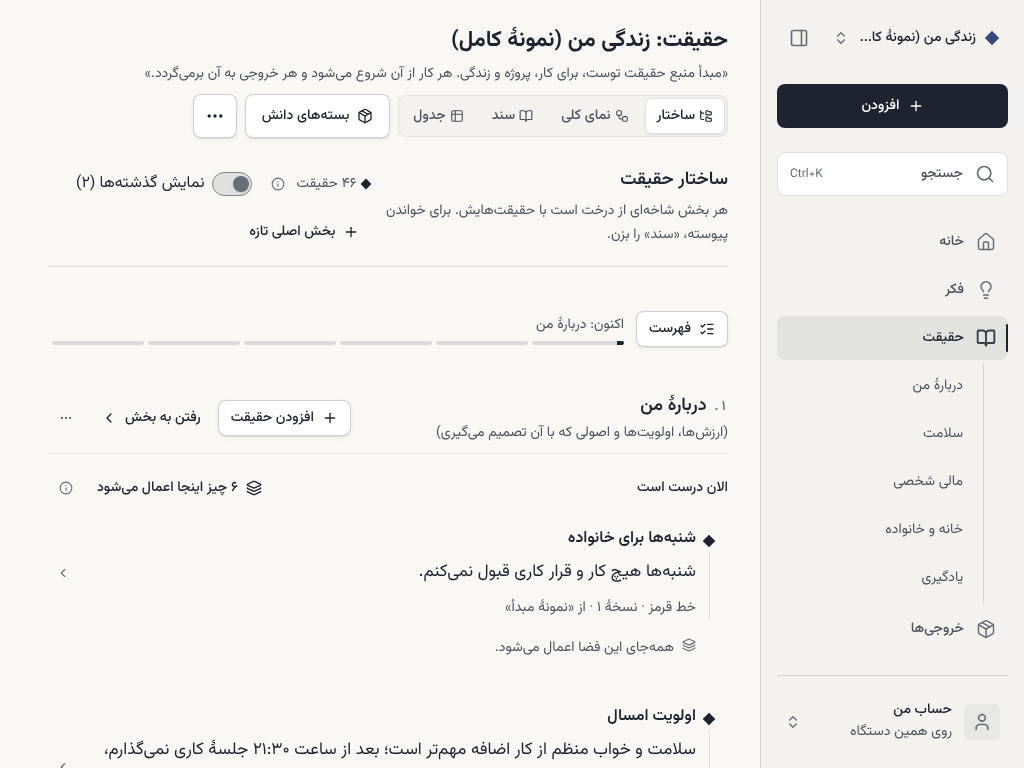 زندگی من (نمونهٔ کا...
افزودن
جستجو
Ctrl+K
خانه
فکر
حقیقت
دربارهٔ من
سلامت
مالی شخصی
خانه و خانواده
یادگیری
خروجی‌ها
حساب من
روی همین دستگاه
حقیقت: زندگی من (نمونهٔ کامل)
«مبدأ منبع حقیقت توست، برای کار، پروژه و زندگی. هر کار از آن شروع می‌شود و هر خروجی به آن برمی‌گردد.»
ساختار
نمای کلی
سند
جدول
بسته‌های دانش
ساختار حقیقت
هر بخش شاخه‌ای از درخت است با حقیقت‌هایش. برای خواندن
پیوسته، «سند» را بزن.
۴۶ حقیقت
نمایش گذشته‌ها (۲)
بخش اصلی تازه
فهرست
اکنون: دربارهٔ من
۱. دربارهٔ من
(ارزش‌ها، اولویت‌ها و اصولی که با آن تصمیم می‌گیری)
افزودن حقیقت
رفتن به بخش
الان درست است
۶ چیز اینجا اعمال می‌شود
شنبه‌ها برای خانواده
شنبه‌ها هیچ کار و قرار کاری قبول نمی‌کنم.
خط قرمز · نسخهٔ ۱ · از «نمونهٔ مبدأ»
همه‌جای این فضا اعمال می‌شود.
اولویت امسال
سلامت و خواب منظم از کار اضافه مهم‌تر است؛ بعد از ساعت ۲۱:۳۰ جلسهٔ کاری نمی‌گذارم،